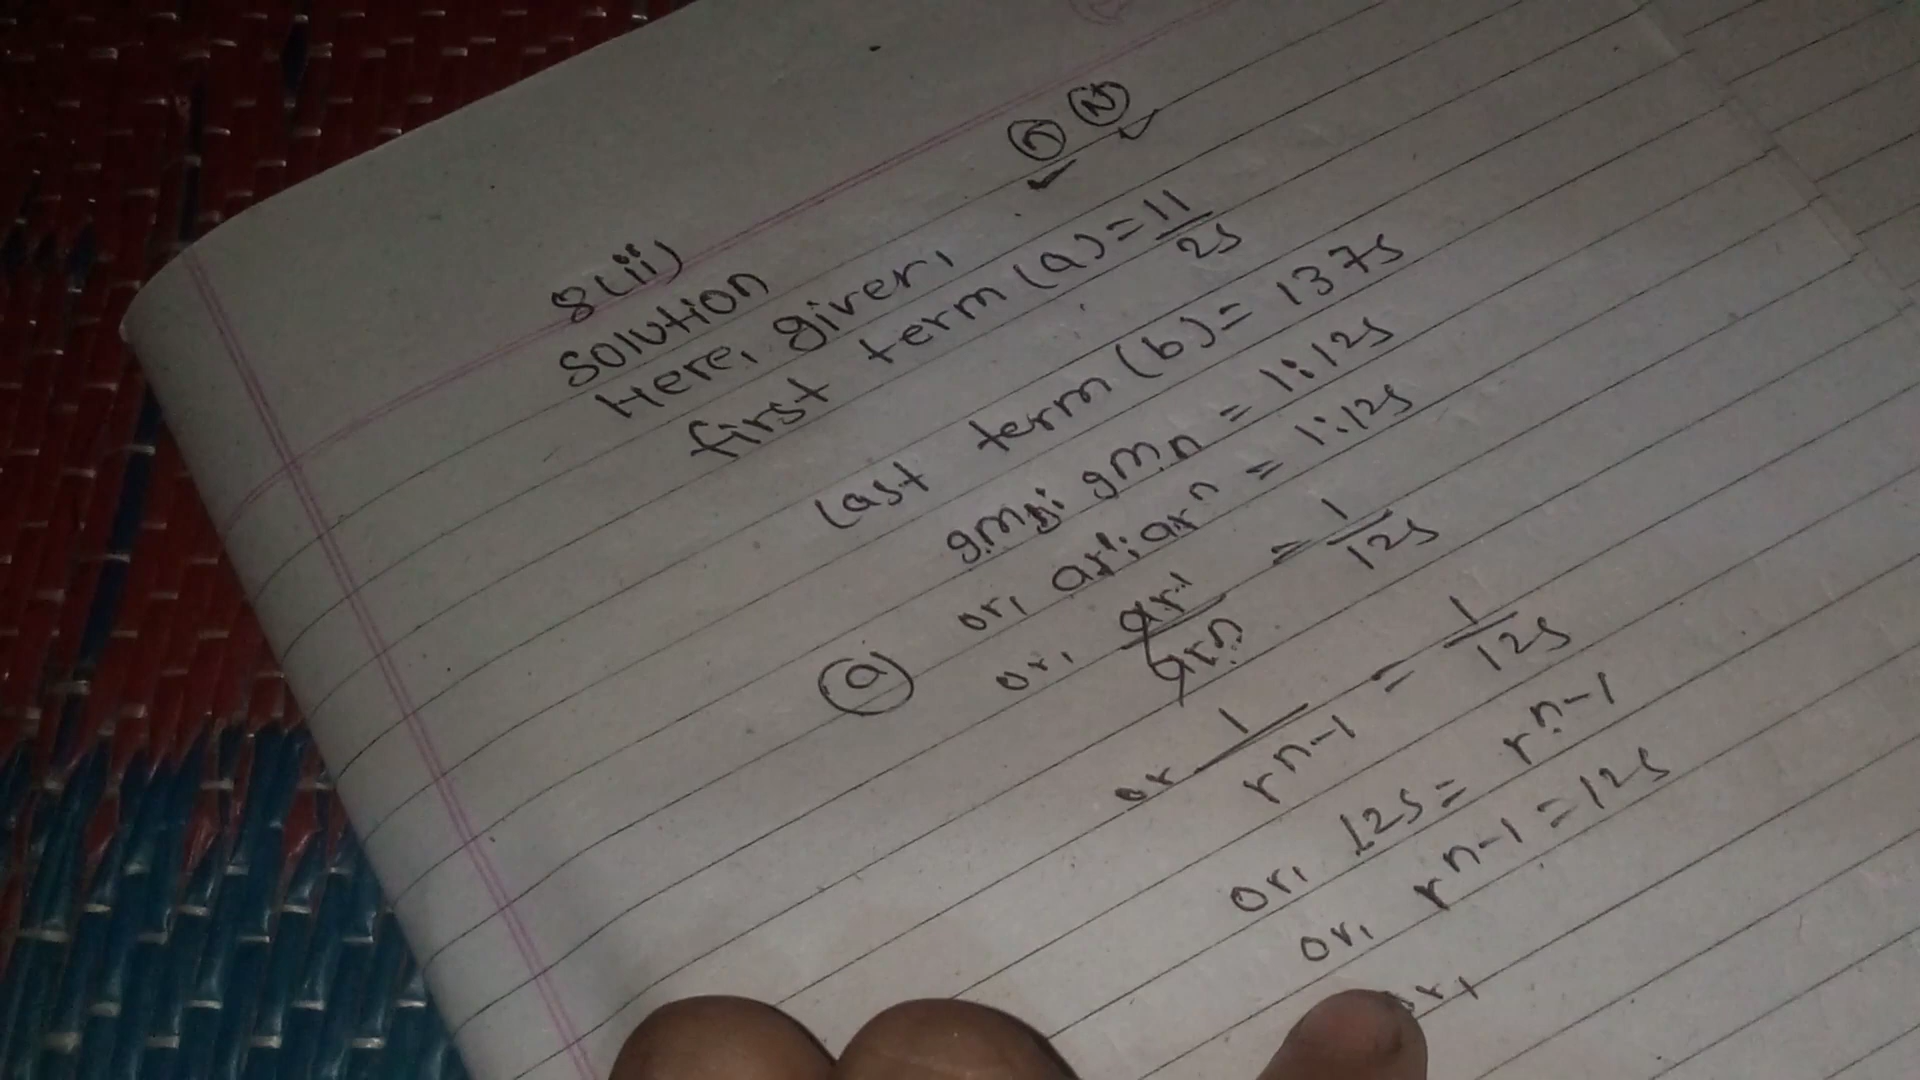 8(ii)
Solution
Here, given,
first term (a) = 11/25
last term (b) = 1375
gm1: gm n = 1:125
or, ar¹: arⁿ = 1:125
(a)
or, ar¹/arⁿ = 1/125
or 1/rⁿ⁻¹ = 1/125
or, 125 = rⁿ⁻¹
or, rⁿ⁻¹ = 125
or,